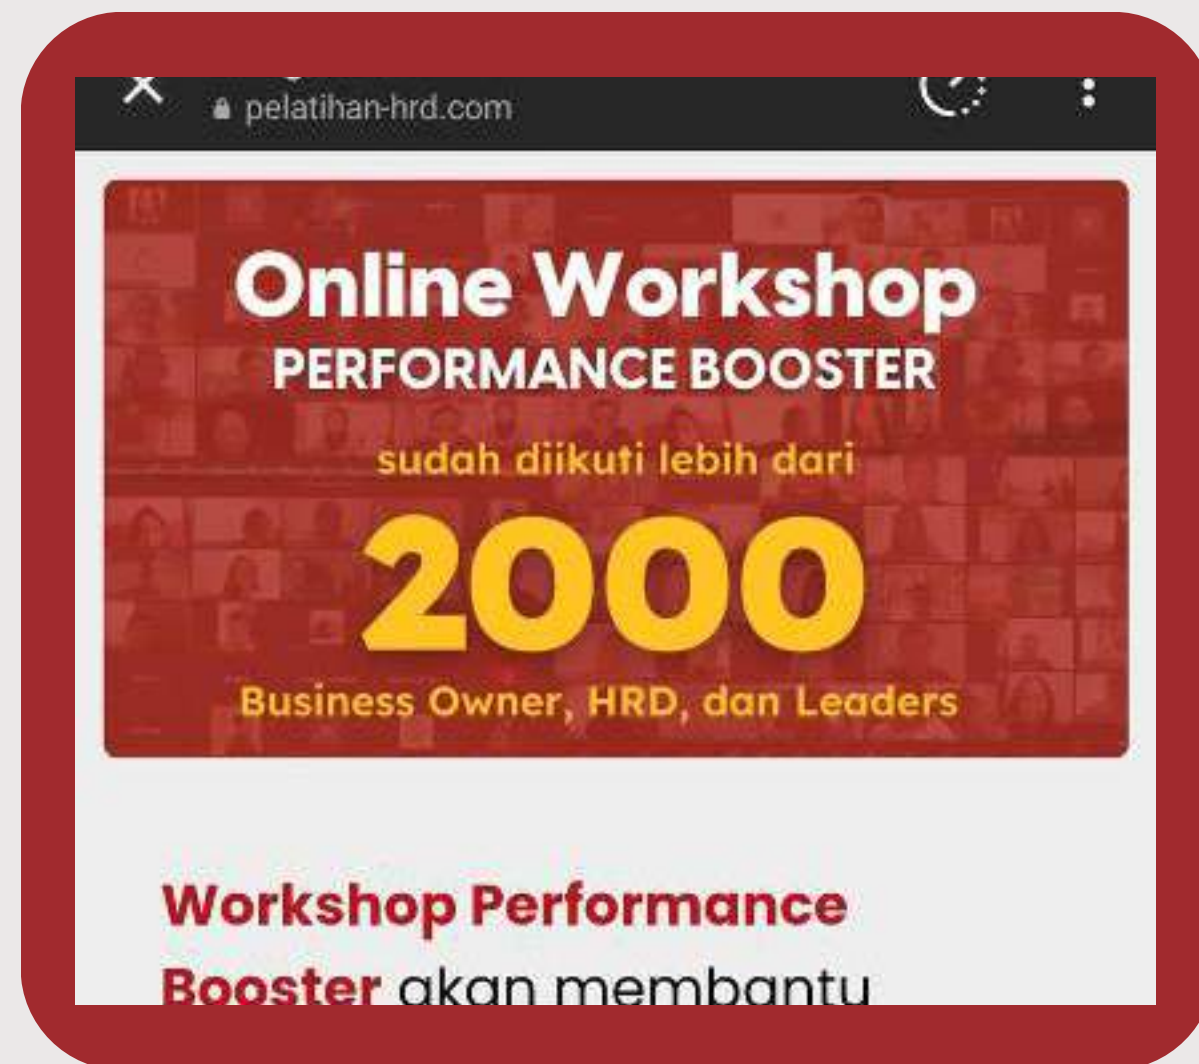 pelatihan-hrd.com
Online Workshop
PERFORMANCE BOOSTER
sudah diikuti lebih dari
2000
Business Owner, HRD, dan Leaders
Workshop Performance
Booster akan membantu